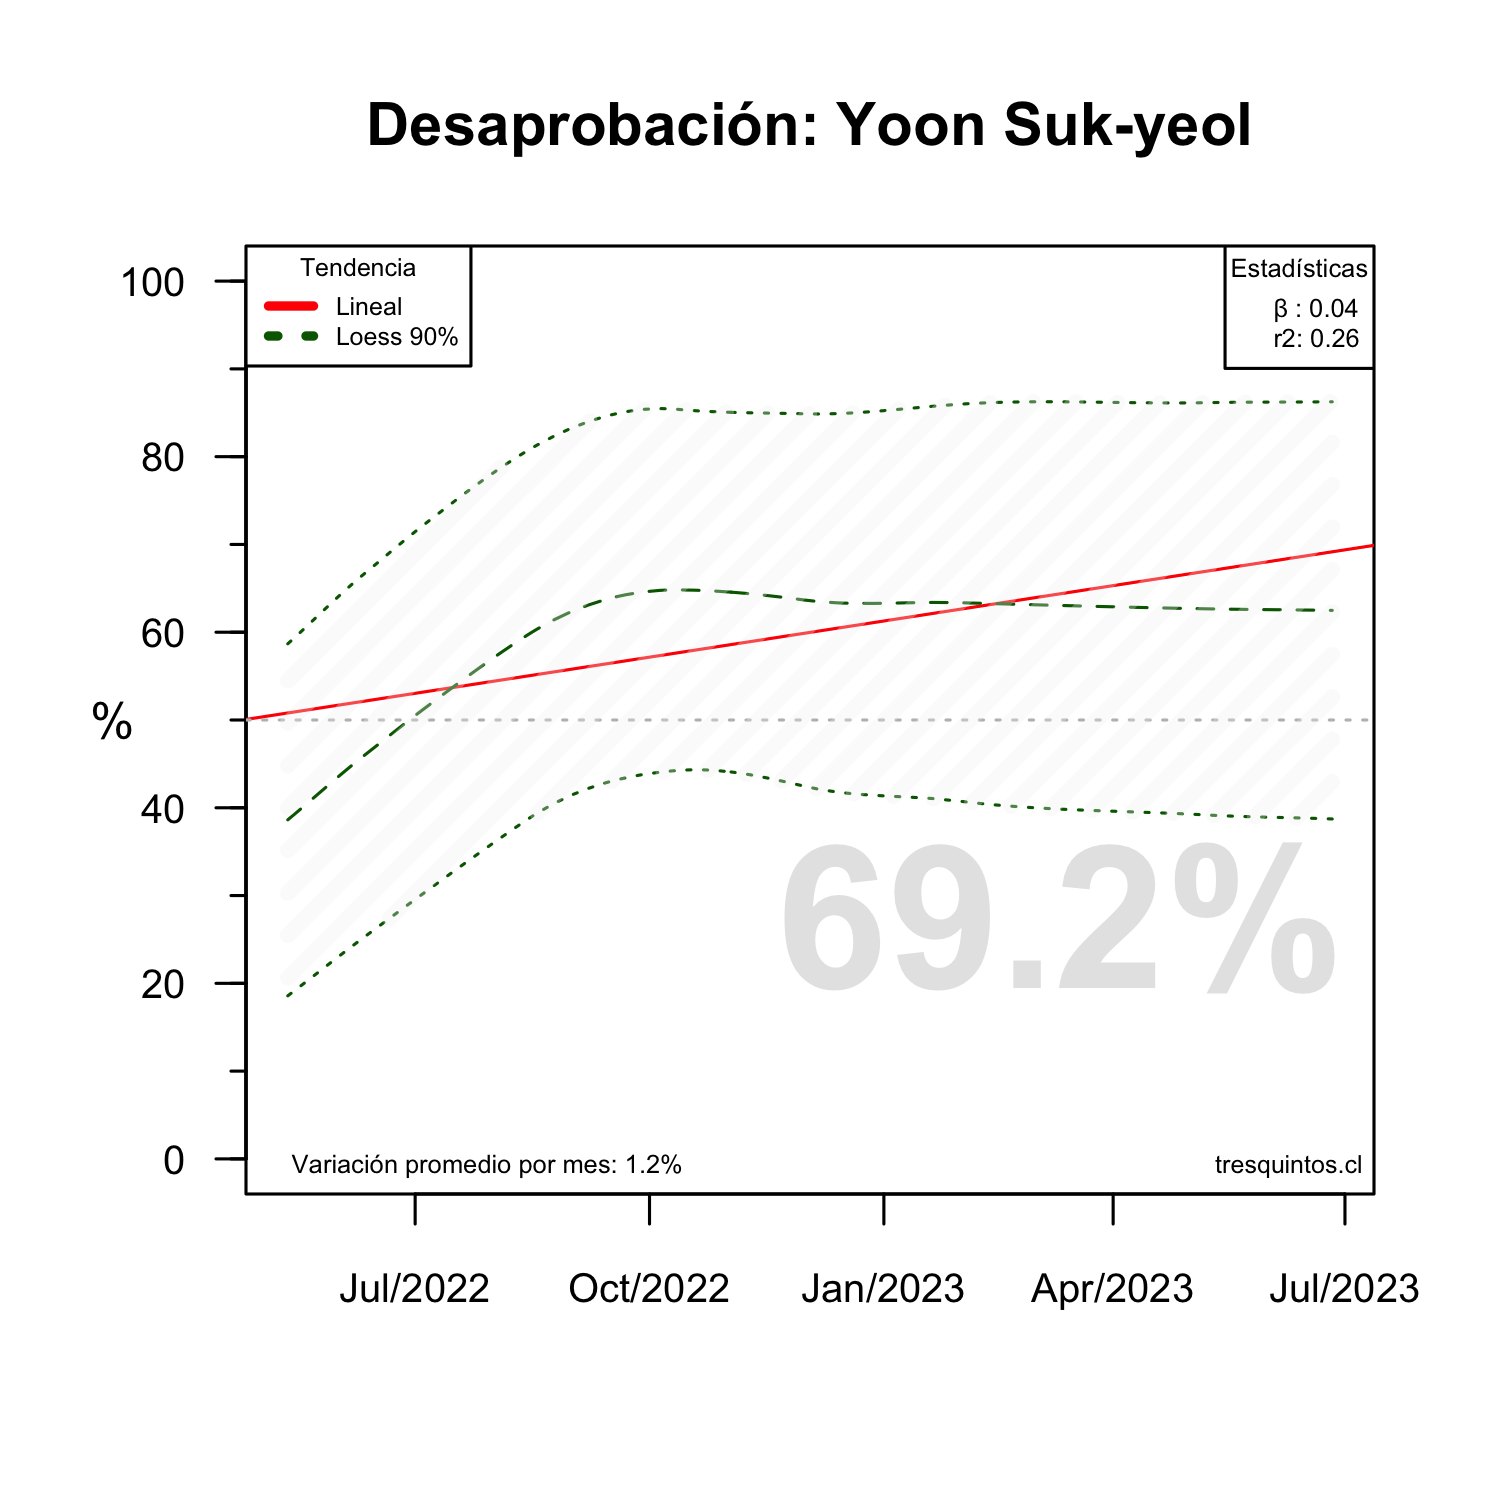 Desaprobación: Yoon Suk-yeol
Tendencia
Lineal
Loess 90%
Estadísticas
β : 0.04
r2: 0.26
100
80
60
%
40
20
0
69.2%
Variación promedio por mes: 1.2%
tresquintos.cl
Jul/2022
Oct/2022
Jan/2023
Apr/2023
Jul/2023